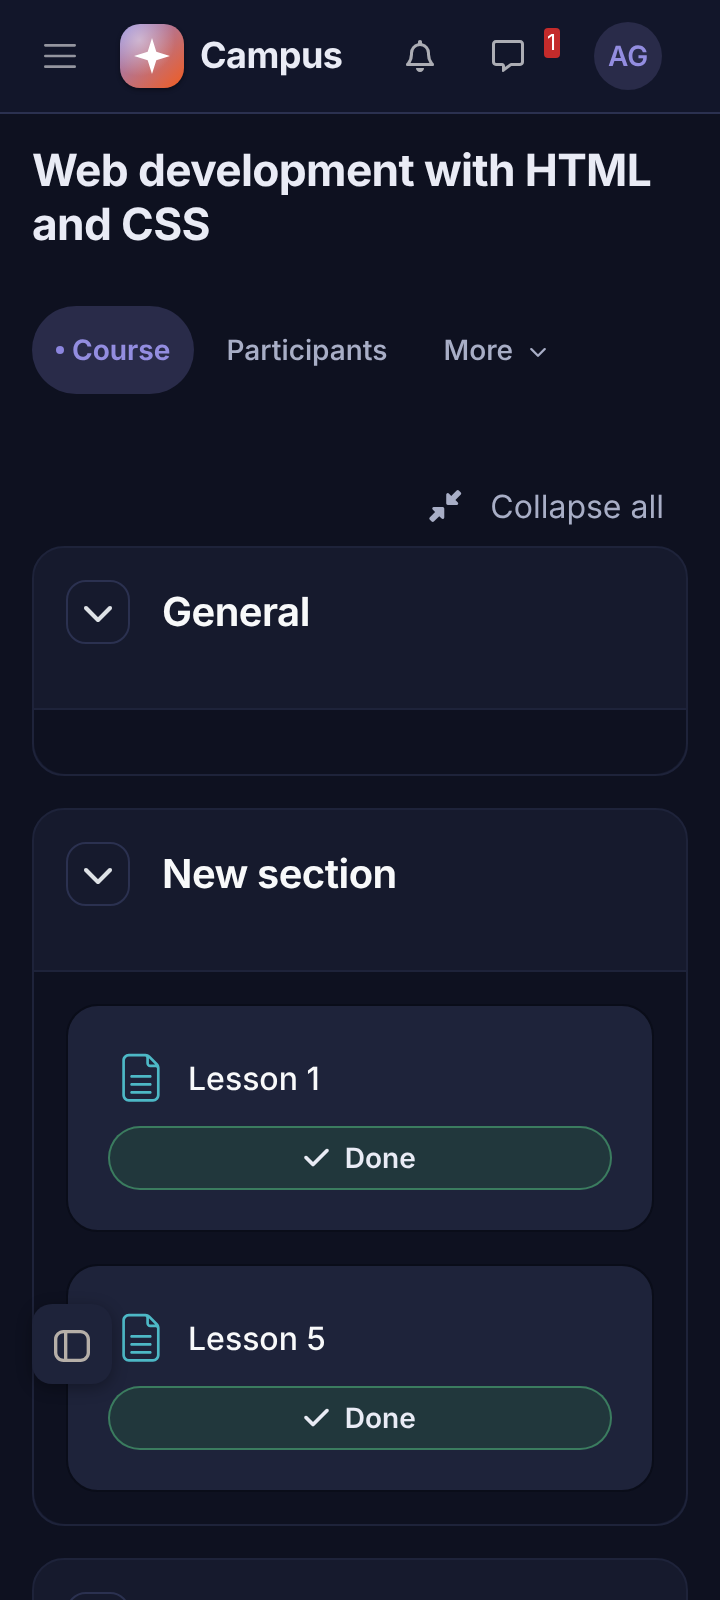 Campus
1
AG
Web development with HTML
and CSS
Course
Participants
More
Collapse all
General
New section
Lesson 1
Done
Lesson 5
Done